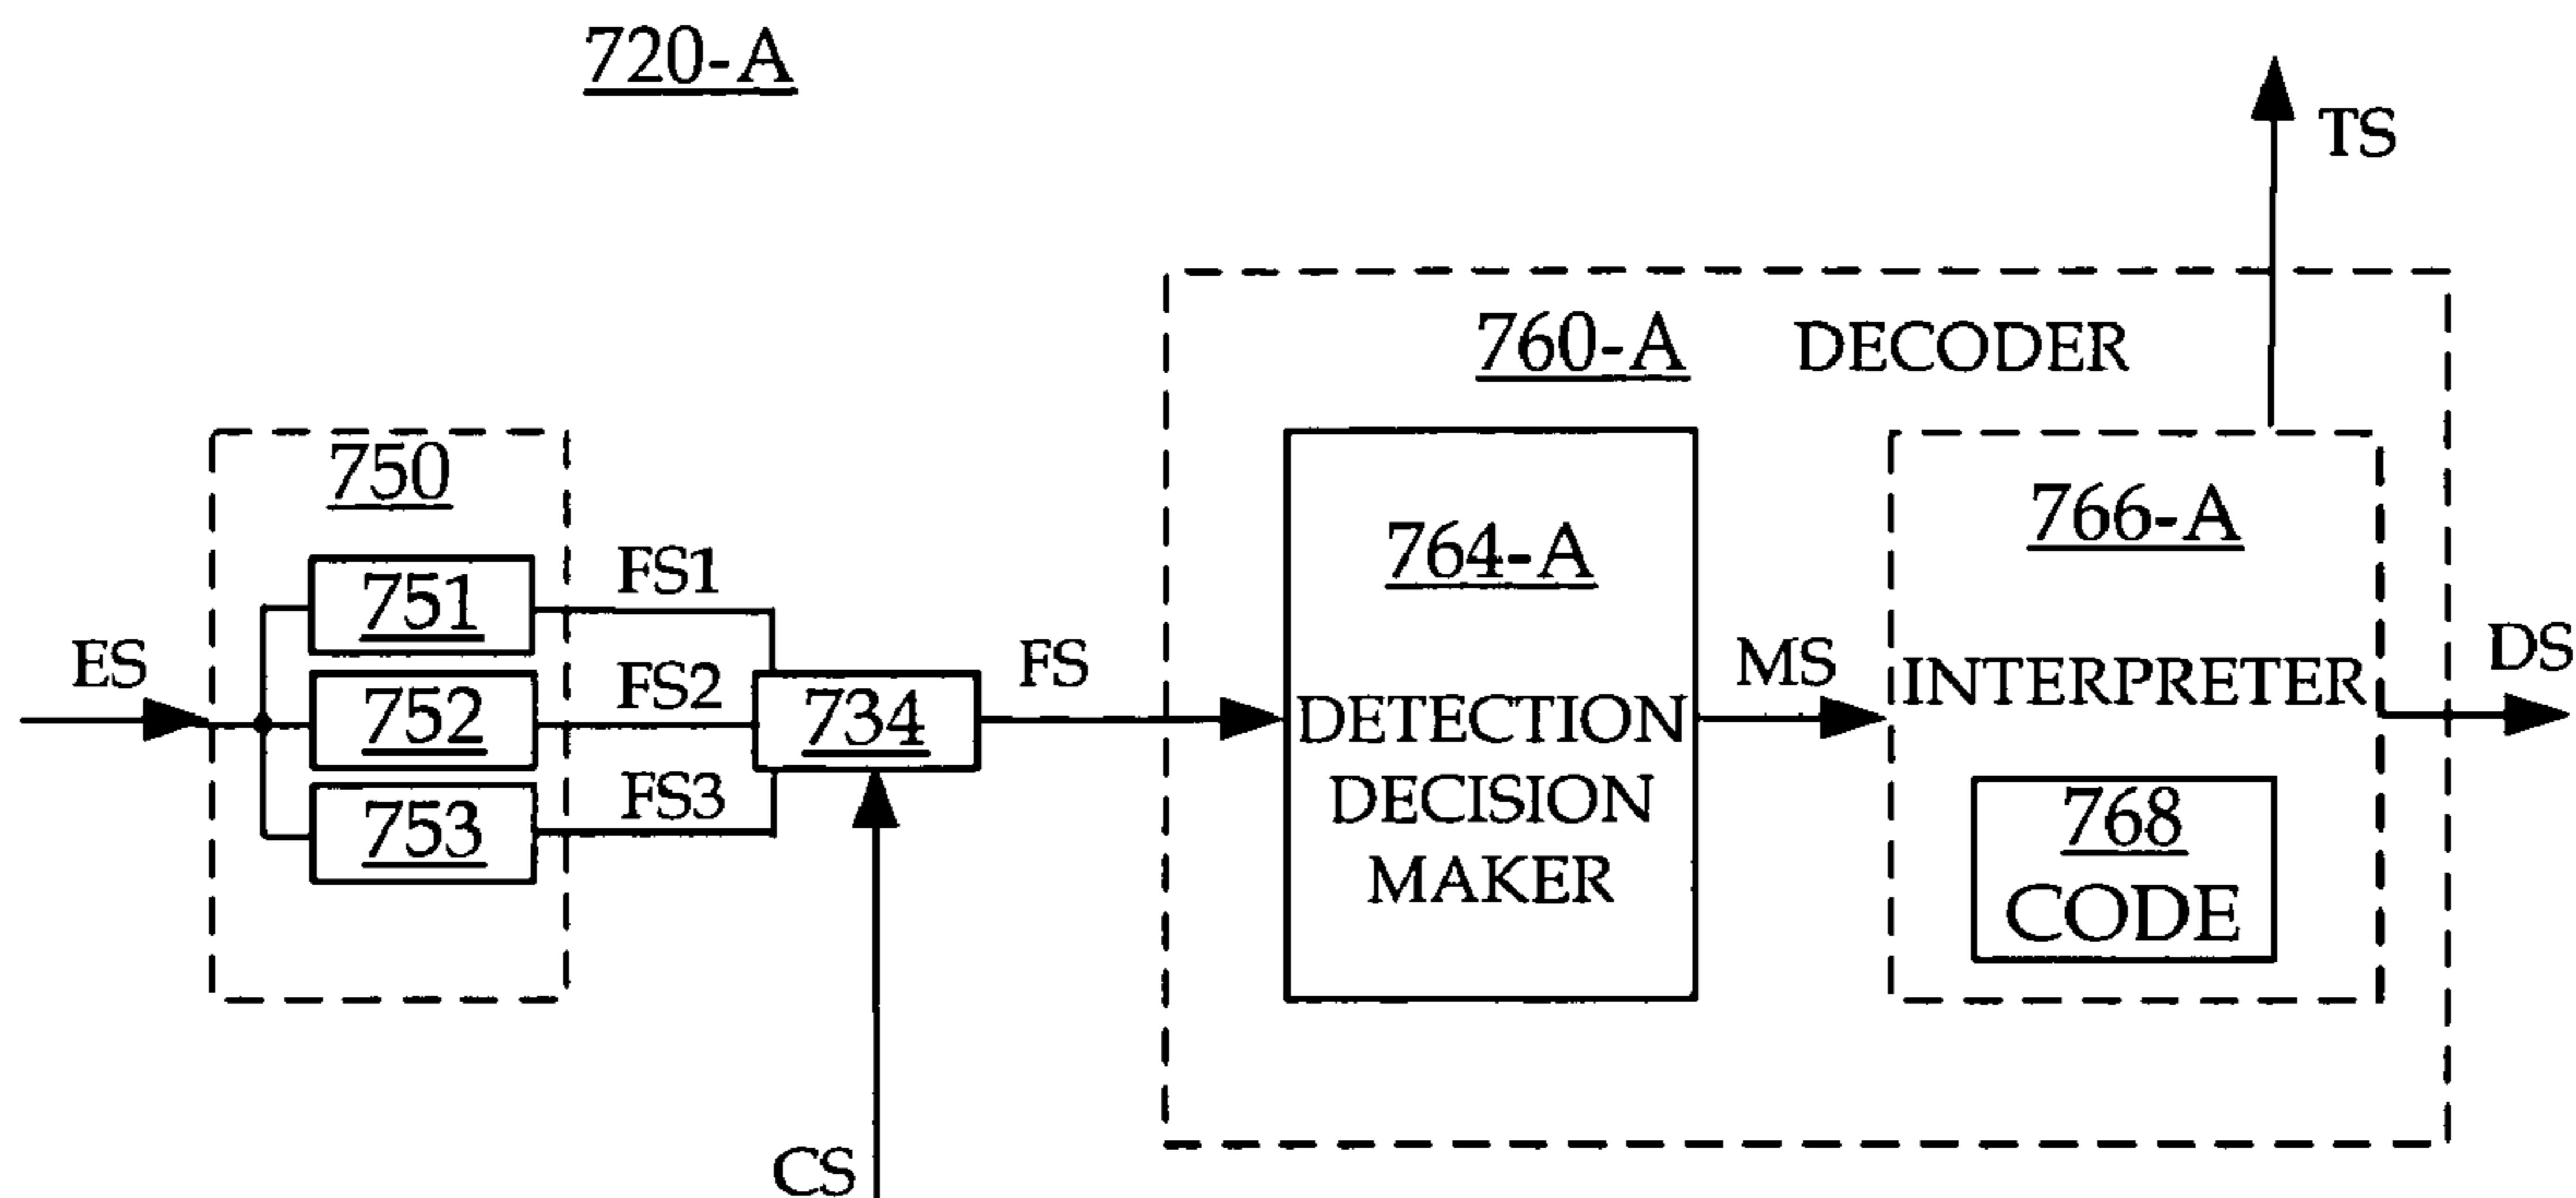 720-A
TS
760-A DECODER
750
751
752
753
ES
FS1
FS2
FS3
734
CS
FS
764-A
DETECTION
DECISION
MAKER
MS
766-A
INTERPRETER
768
CODE
DS